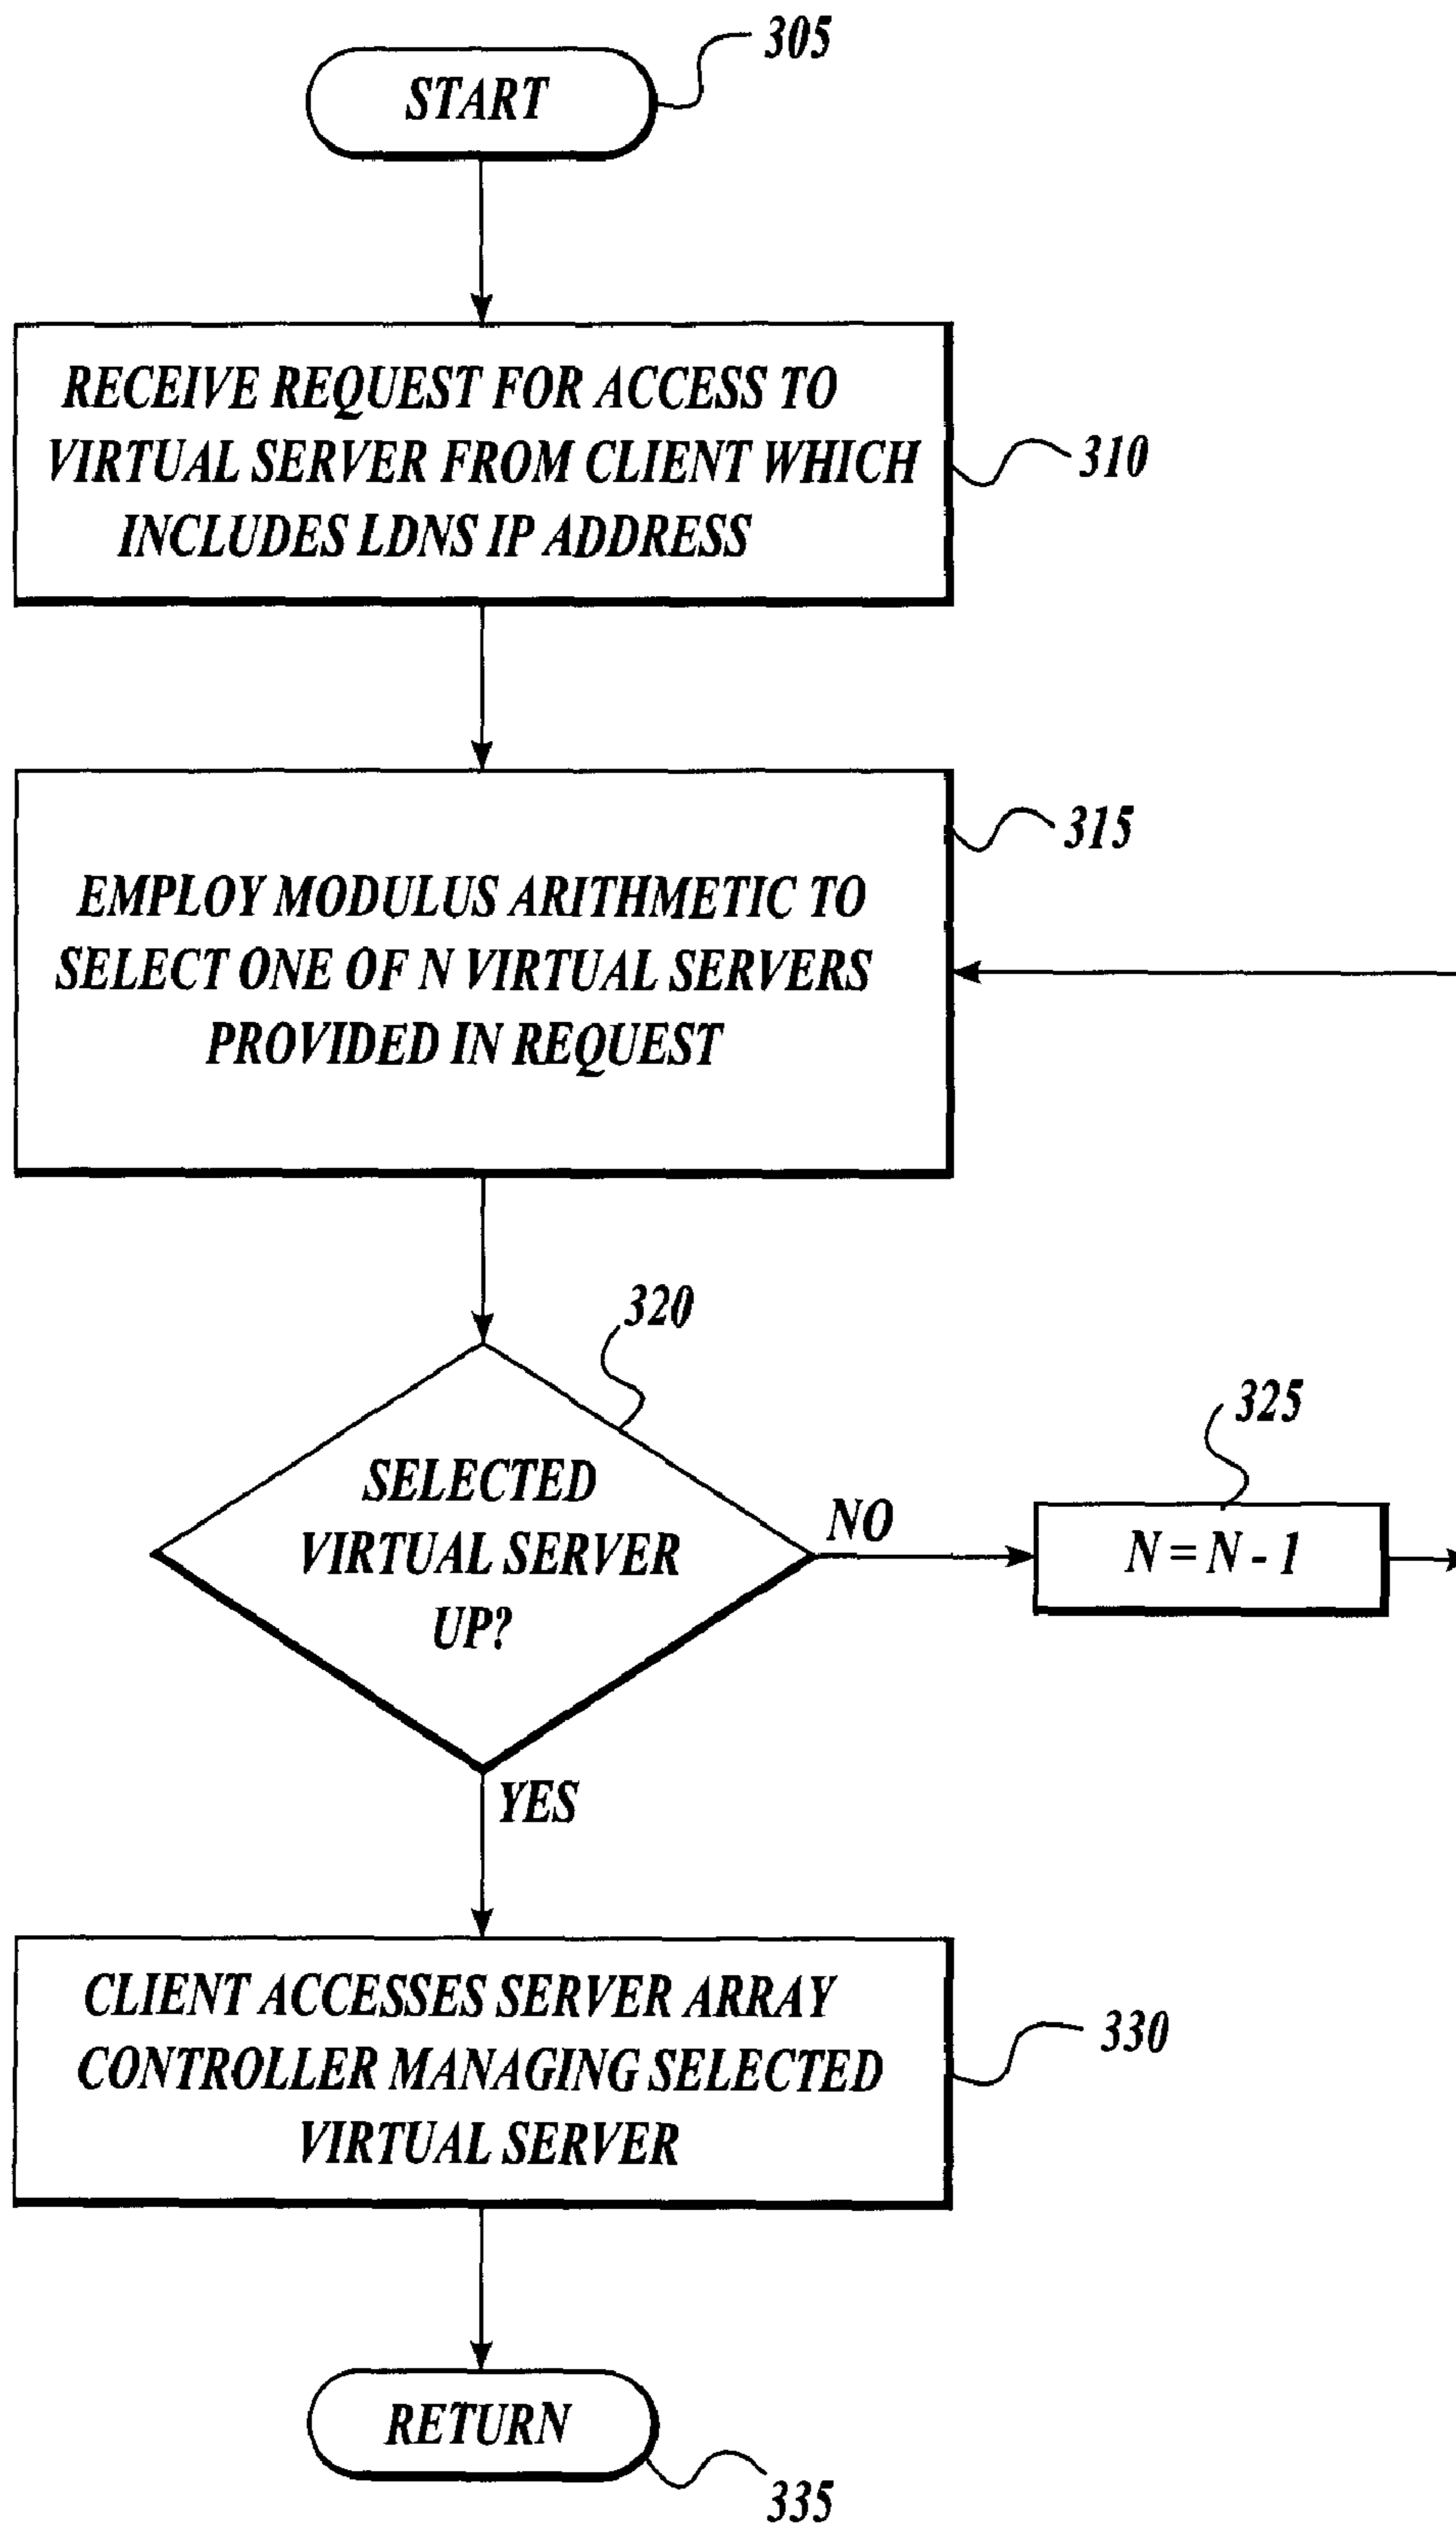 START
305
RECEIVE REQUEST FOR ACCESS TO
VIRTUAL SERVER FROM CLIENT WHICH
INCLUDES LDNS IP ADDRESS
310
315
EMPLOY MODULUS ARITHMETIC TO
SELECT ONE OF N VIRTUAL SERVERS
PROVIDED IN REQUEST
320
SELECTED
VIRTUAL SERVER
UP?
NO
325
N = N - 1
YES
CLIENT ACCESSES SERVER ARRAY
CONTROLLER MANAGING SELECTED
VIRTUAL SERVER
330
RETURN
335